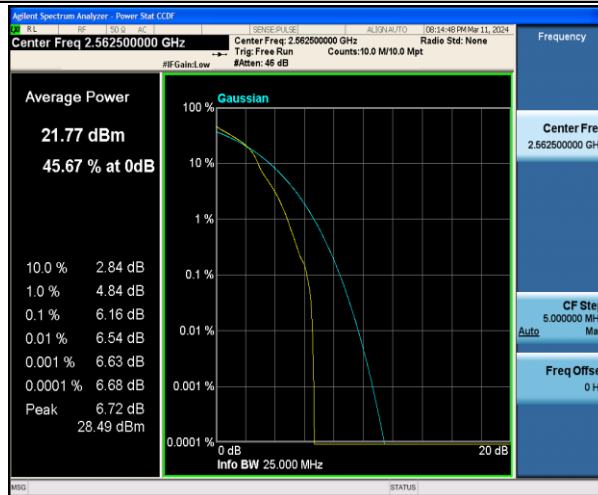 Agilent Spectrum Analyzer - Power Stat CCDF
RL RF 50 Ω AC SENSE:PULSE ALIGN AUTO 08:14:48 PM Mar 11, 2024
Center Freq 2.562500000 GHz
Center Freq: 2.562500000 GHz Radio Std: None
Trig: Free Run Counts:10.0 M/10.0 Mpt
#IFGain:Low #Atten: 46 dB
Frequency
Average Power
21.77 dBm
45.67 % at 0dB
10.0 % 2.84 dB
1.0 % 4.84 dB
0.1 % 6.16 dB
0.01 % 6.54 dB
0.001 % 6.63 dB
0.0001 % 6.68 dB
Peak 6.72 dB
28.49 dBm
Gaussian
100 %
10 %
1 %
0.1 %
0.01 %
0.001 %
0.0001 %
0 dB 20 dB
Info BW 25.000 MHz
Center Fre
2.562500000 GH
CF Ste
5.000000 MH
Auto Ma
Freq Offse
0 H
MSG STATUS